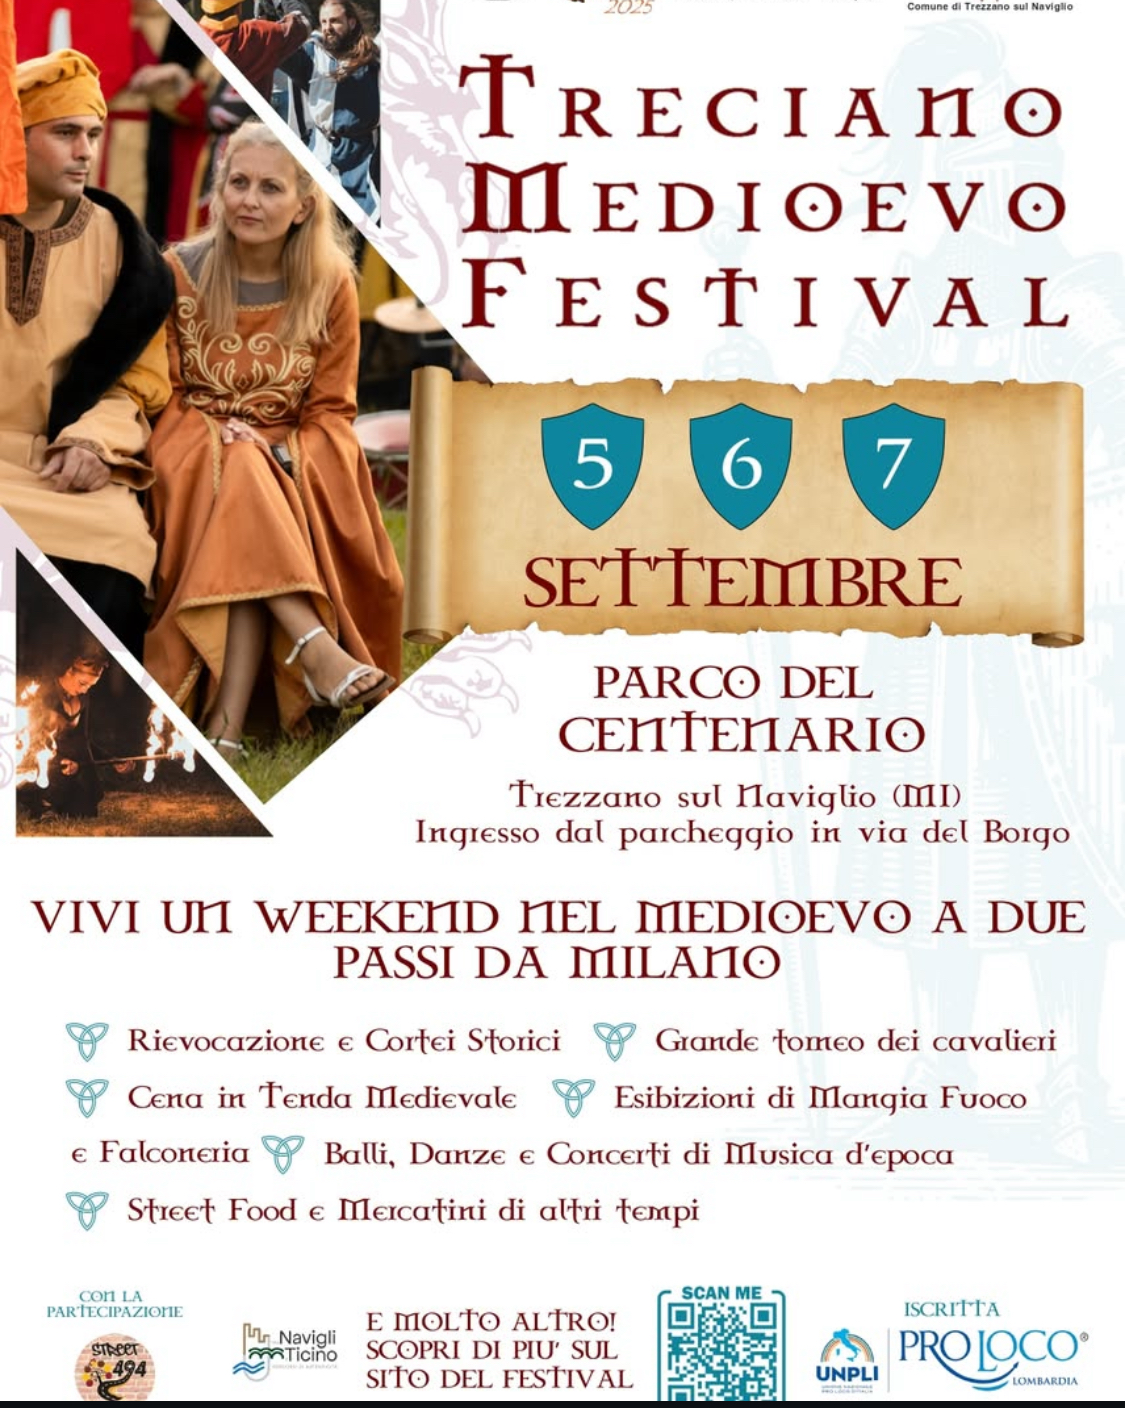 2025
Comune di Trezzano sul Naviglio
TRECIANO
MEDIOEVO
FESTIVAL
5 6 7
SETTEMBRE
PARCO DEL
CENTENARIO
Trezzano sul Naviglio (MI)
Ingresso dal parcheggio in via del Borgo
VIVI UN WEEKEND NEL MEDIOEVO A DUE
PASSI DA MILANO
Rievocazione e Cortei Storici Grande torneo dei cavalieri
Cena in Tenda Medievale Esibizioni di Mangia Fuoco
e Falconeria Balli, Danze e Concerti di Musica d'epoca
Street Food e Mercatini di altri tempi
CON LA
PARTECIPAZIONE
STREET
494
Navigli
Ticino
E MOLTO ALTRO!
SCOPRI DI PIU' SUL
SITO DEL FESTIVAL
SCAN ME
UNPLI
ISCRITTA
PRO LOCO®
LOMBARDIA